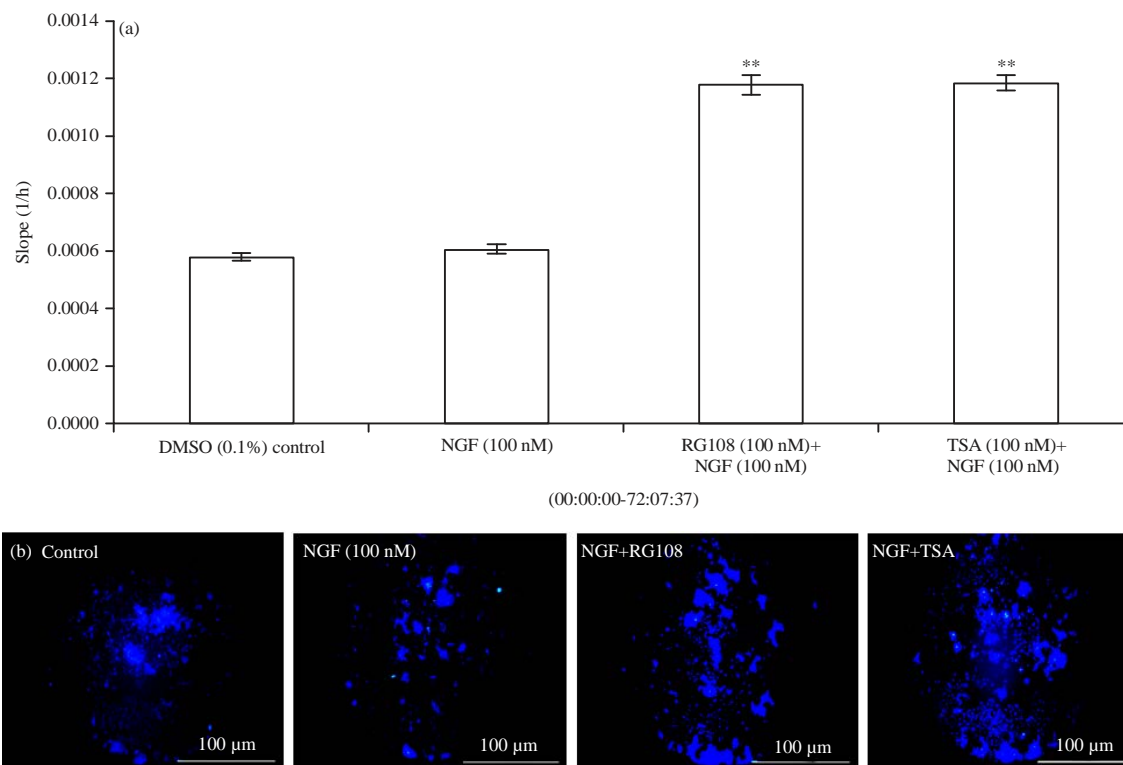 (a)
0.0014
0.0012
0.0010
0.0008
0.0006
0.0004
0.0002
0.0000
Slope (1/h)
**
**
DMSO (0.1%) control
NGF (100 nM)
RG108 (100 nM)+
NGF (100 nM)
TSA (100 nM)+
NGF (100 nM)
(00:00:00-72:07:37)
(b) Control
NGF (100 nM)
NGF+RG108
NGF+TSA
100 µm
100 µm
100 µm
100 µm